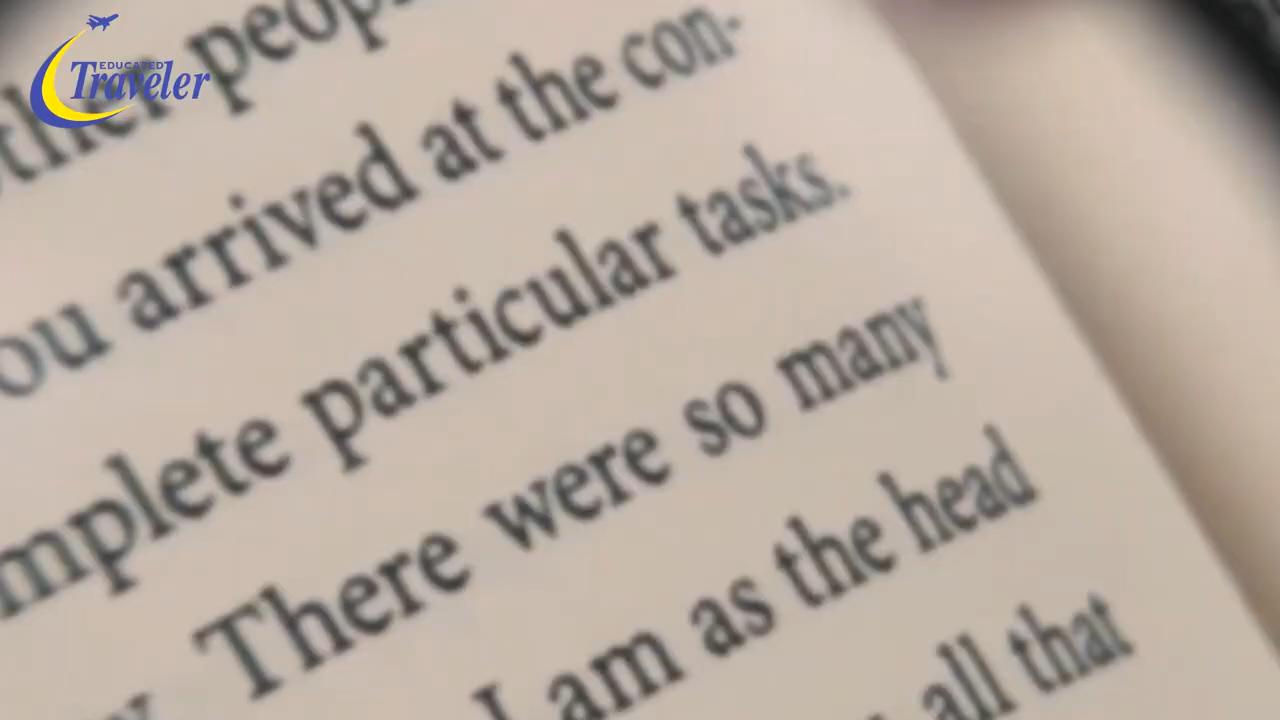 EDUCATED
Traveler
other people
ou arrived at the con-
mplete particular tasks.
There were so many
I am as the head
all that